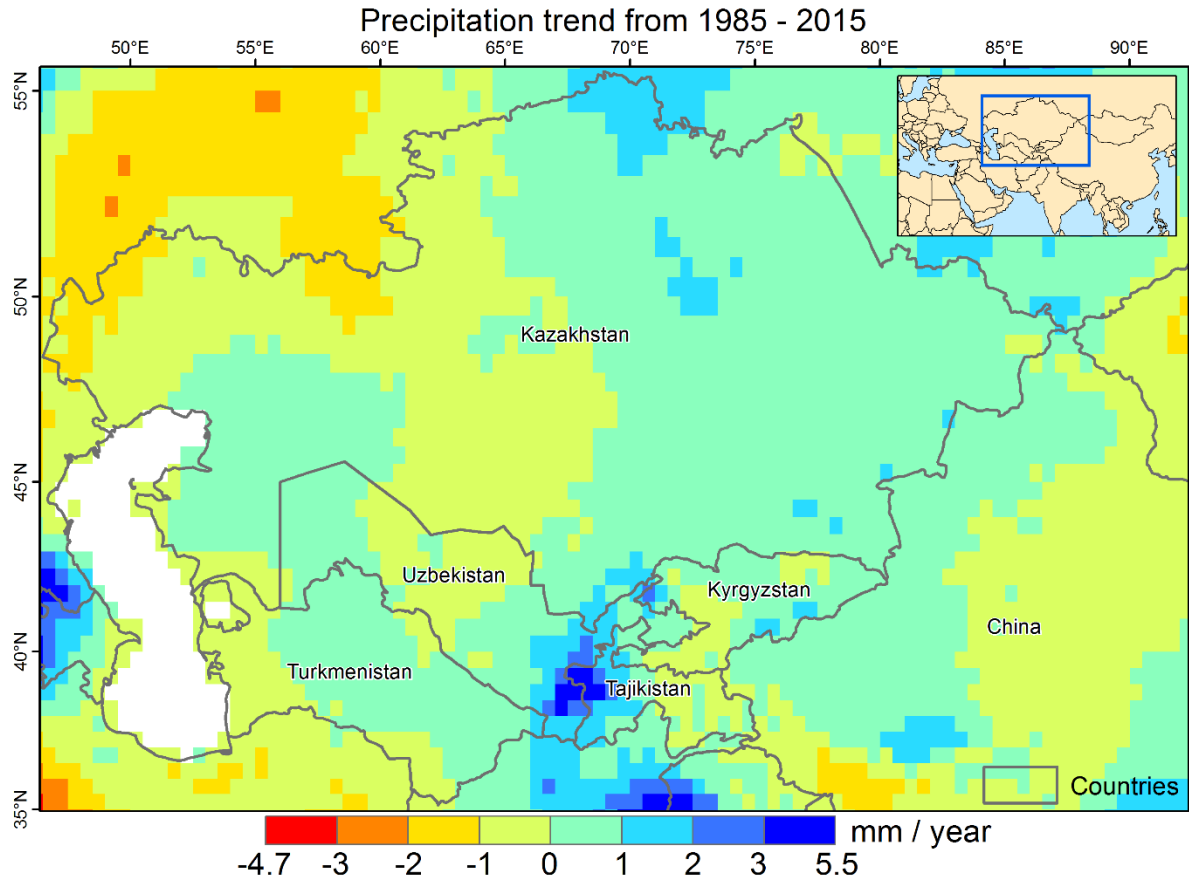 Precipitation trend from 1985 - 2015
50°E 55°E 60°E 65°E 70°E 75°E 80°E 85°E 90°E
55°N
50°N
Kazakhstan
45°N
Uzbekistan
Kyrgyzstan
China
40°N
Turkmenistan
Tajikistan
35°N
Countries
mm / year
-4.7 -3 -2 -1 0 1 2 3 5.5